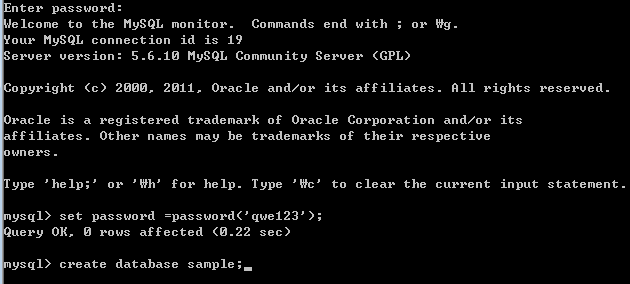 Enter password:
Welcome to the MySQL monitor.  Commands end with ; or ₩g.
Your MySQL connection id is 19
Server version: 5.6.10 MySQL Community Server (GPL)
Copyright (c) 2000, 2011, Oracle and/or its affiliates. All rights reserved.
Oracle is a registered trademark of Oracle Corporation and/or its
affiliates. Other names may be trademarks of their respective
owners.
Type 'help;' or '₩h' for help. Type '₩c' to clear the current input statement.
mysql> set password =password('qwe123');
Query OK, 0 rows affected (0.22 sec)
mysql> create database sample;_